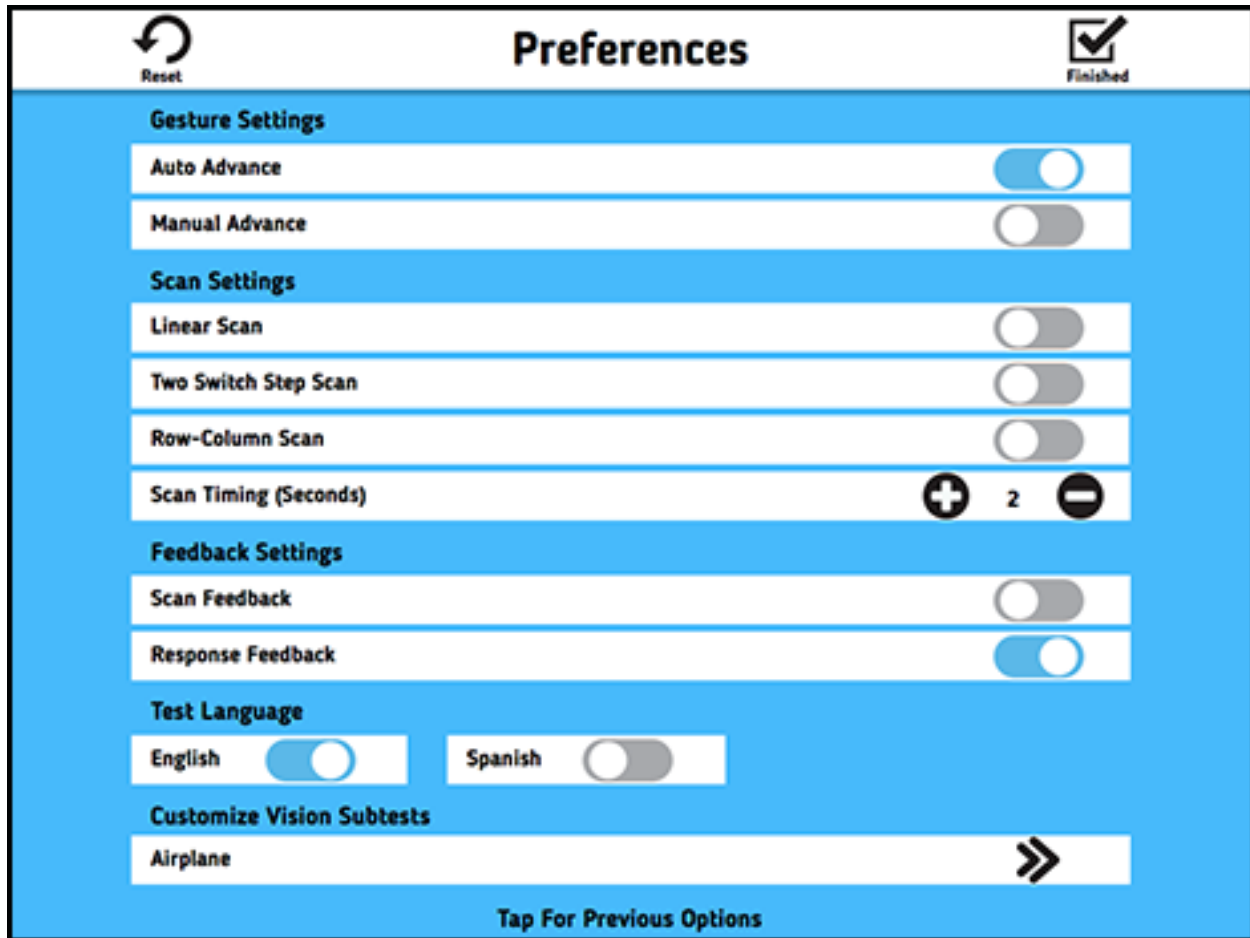 Preferences
Reset
Finished
Gesture Settings
Auto Advance
Manual Advance
Scan Settings
Linear Scan
Two Switch Step Scan
Row-Column Scan
Scan Timing (Seconds) 2
Feedback Settings
Scan Feedback
Response Feedback
Test Language
English Spanish
Customize Vision Subtests
Airplane
Tap For Previous Options